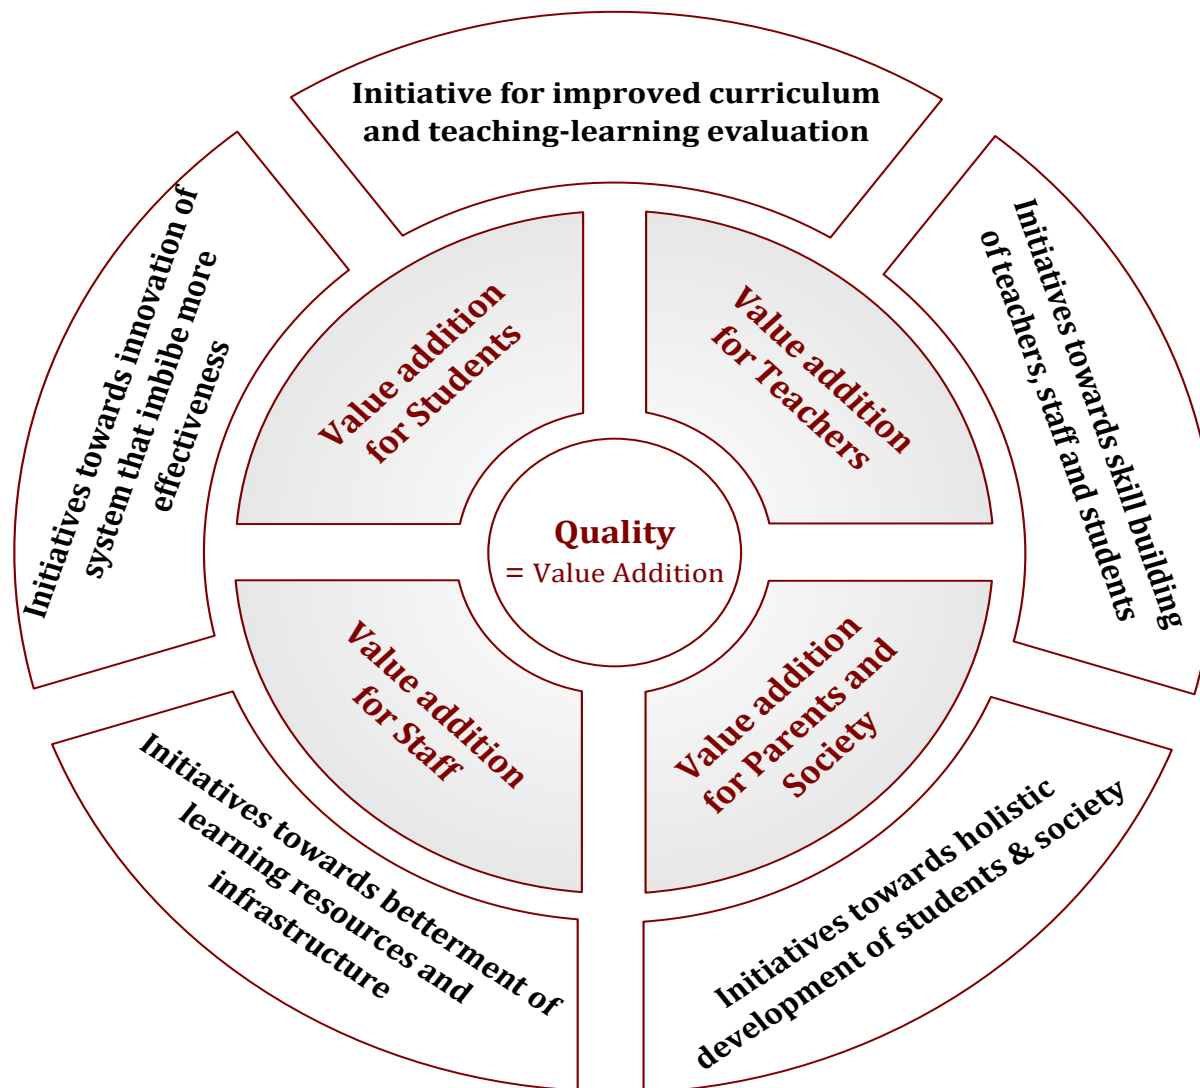 Initiative for improved curriculum
and teaching-learning evaluation
Initiatives towards skill building
of teachers, staff and students
Initiatives towards holistic
development of students & society
Initiatives towards betterment of
learning resources and
infrastructure
Initiatives towards innovation of
system that imbibe more
effectiveness
Value addition
for Students
Value addition
for Teachers
Value addition
for Parents and
Society
Value addition
for Staff
Quality
= Value Addition